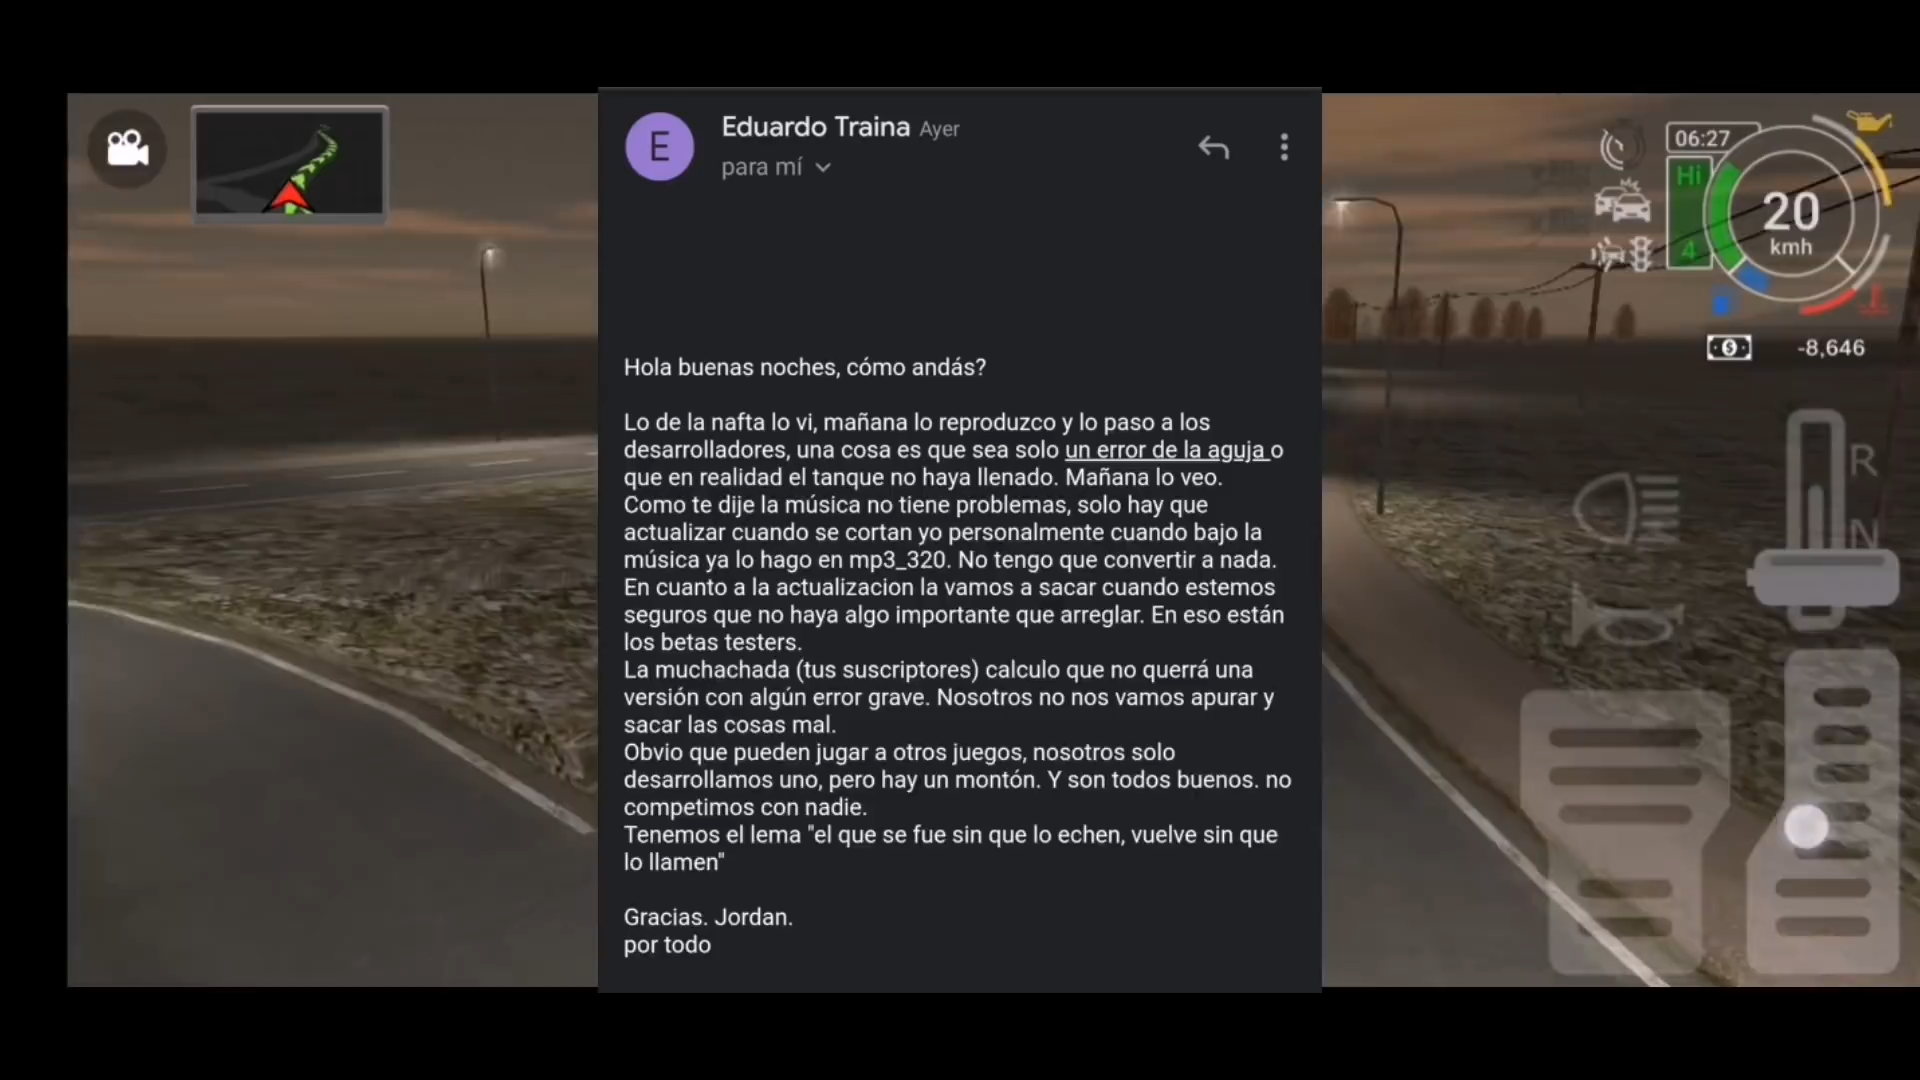 E
Eduardo Traina Ayer
para mí
Hola buenas noches, cómo andás?
Lo de la nafta lo vi, mañana lo reproduzco y lo paso a los
desarrolladores, una cosa es que sea solo un error de la aguja o
que en realidad el tanque no haya llenado. Mañana lo veo.
Como te dije la música no tiene problemas, solo hay que
actualizar cuando se cortan yo personalmente cuando bajo la
música ya lo hago en mp3_320. No tengo que convertir a nada.
En cuanto a la actualizacion la vamos a sacar cuando estemos
seguros que no haya algo importante que arreglar. En eso están
los betas testers.
La muchachada (tus suscriptores) calculo que no querrá una
versión con algún error grave. Nosotros no nos vamos apurar y
sacar las cosas mal.
Obvio que pueden jugar a otros juegos, nosotros solo
desarrollamos uno, pero hay un montón. Y son todos buenos. no
competimos con nadie.
Tenemos el lema "el que se fue sin que lo echen, vuelve sin que
lo llamen"
Gracias. Jordan.
por todo
06:27
Hi
4
20
kmh
-8,646
R
N